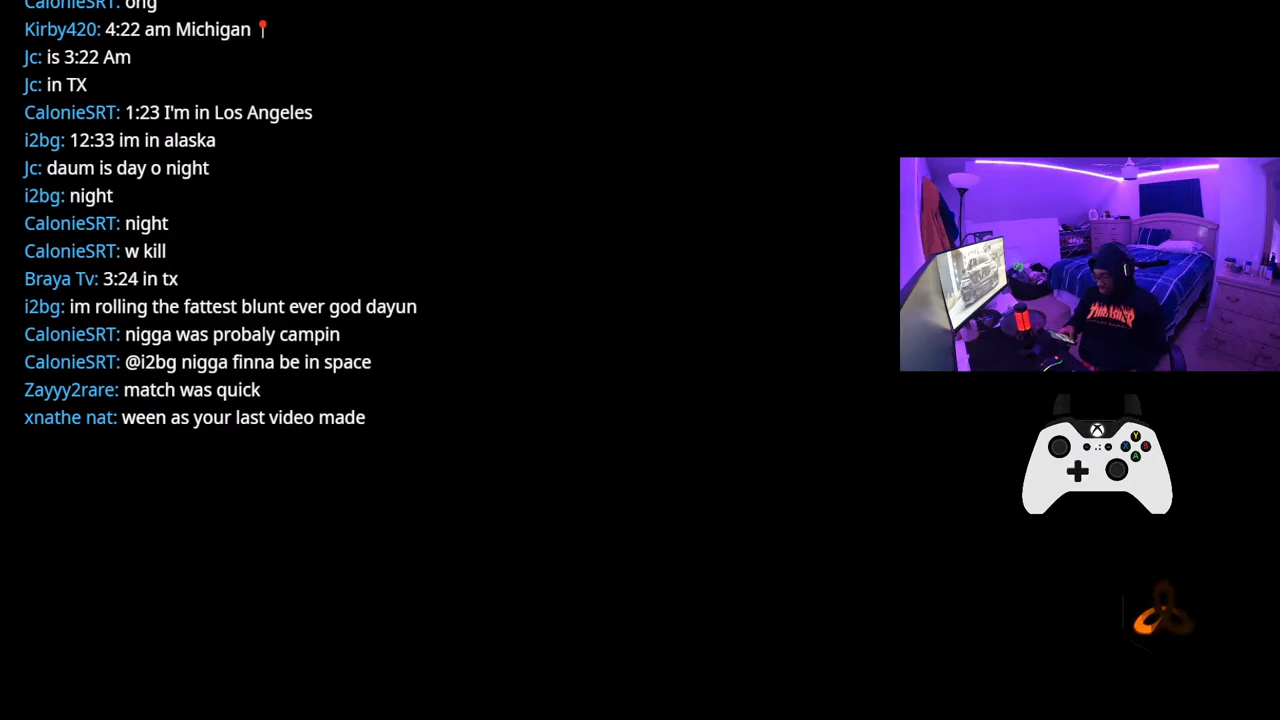 CalonieSRT: ong
Kirby420: 4:22 am Michigan📍
Jc: is 3:22 Am
Jc: in TX
CalonieSRT: 1:23 I'm in Los Angeles
i2bg: 12:33 im in alaska
Jc: daum is day o night
i2bg: night
CalonieSRT: night
CalonieSRT: w kill
Braya Tv: 3:24 in tx
i2bg: im rolling the fattest blunt ever god dayun
CalonieSRT: nigga was probaly campin
CalonieSRT: @i2bg nigga finna be in space
Zayyy2rare: match was quick
xnathe nat: ween as your last video made
THRASHER
Y
X
B
A